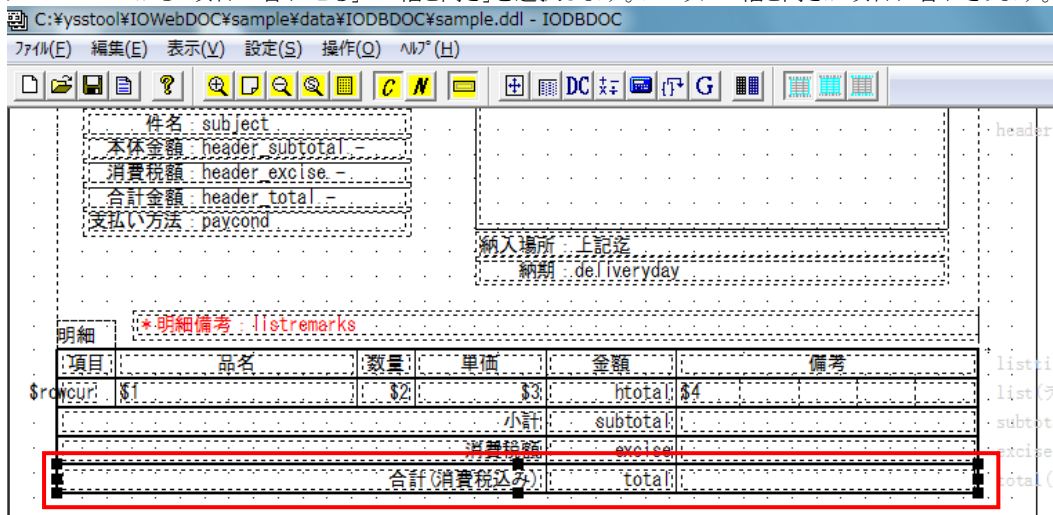 C:¥ysstool¥IOWebDOC¥sample¥data¥IODBDOC¥sample.ddl - IODBDOC
ファイル(F) 編集(E) 表示(V) 設定(S) 操作(O) ヘルプ(H)
C N DC G
件名：subject
header
本体金額：header_subtotal -
消費税額：header_excise -
合計金額：header_total -
支払い方法：paycond
納入場所：上記迄
納期：deliveryday
明細 *明細備考：listremarks
項目 品名 数量 単価 金額 備考
$rowcur $1 $2 $3 htotal $4 list(
小計 subtotal
消費税額 excise excise
合計(消費税込み) total total(